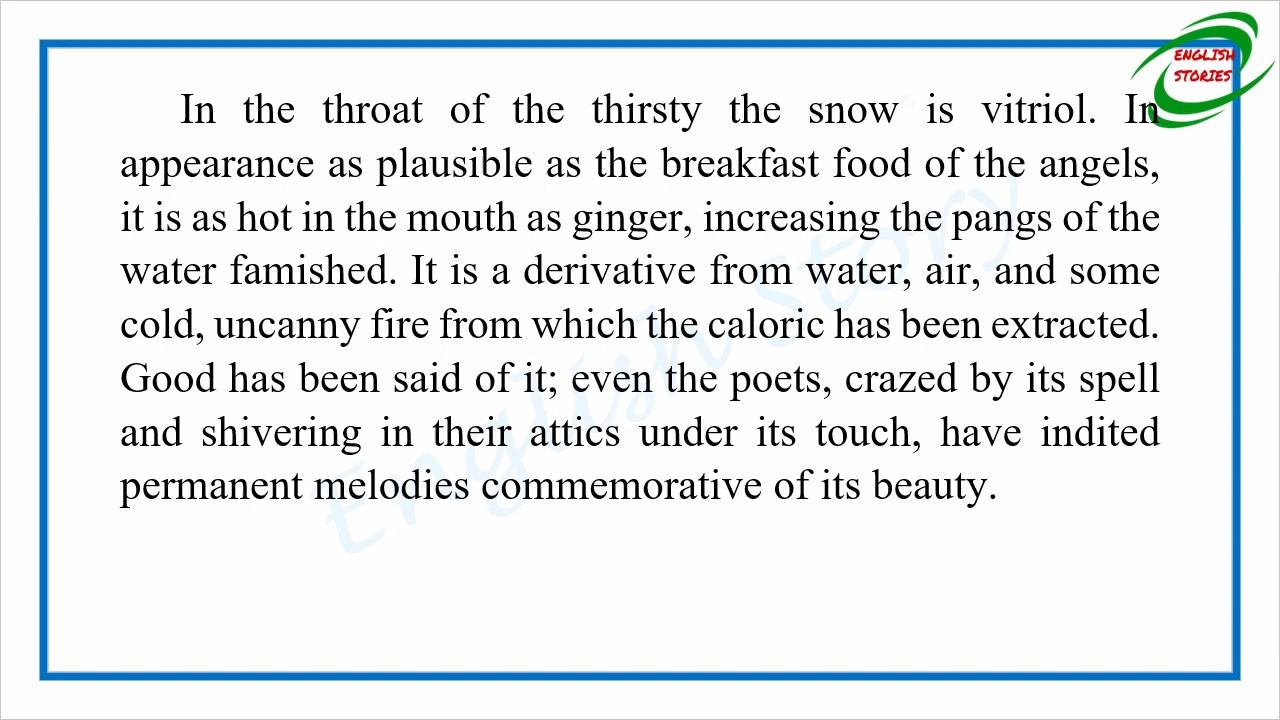 ENGLISH
STORIES
In the throat of the thirsty the snow is vitriol. In
appearance as plausible as the breakfast food of the angels,
it is as hot in the mouth as ginger, increasing the pangs of the
water famished. It is a derivative from water, air, and some
cold, uncanny fire from which the caloric has been extracted.
Good has been said of it; even the poets, crazed by its spell
and shivering in their attics under its touch, have indited
permanent melodies commemorative of its beauty.
English Story